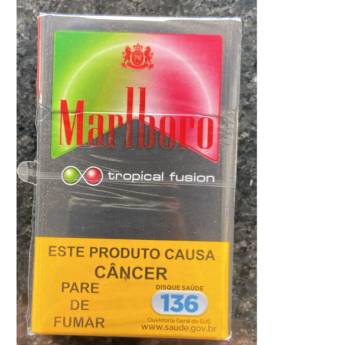 Marlboro
tropical fusion
ESTE PRODUTO CAUSA
CÂNCER
PARE
DE
FUMAR
DISQUE SAÚDE
136
Ouvidoria Geral do SUS
www.saude.gov.br